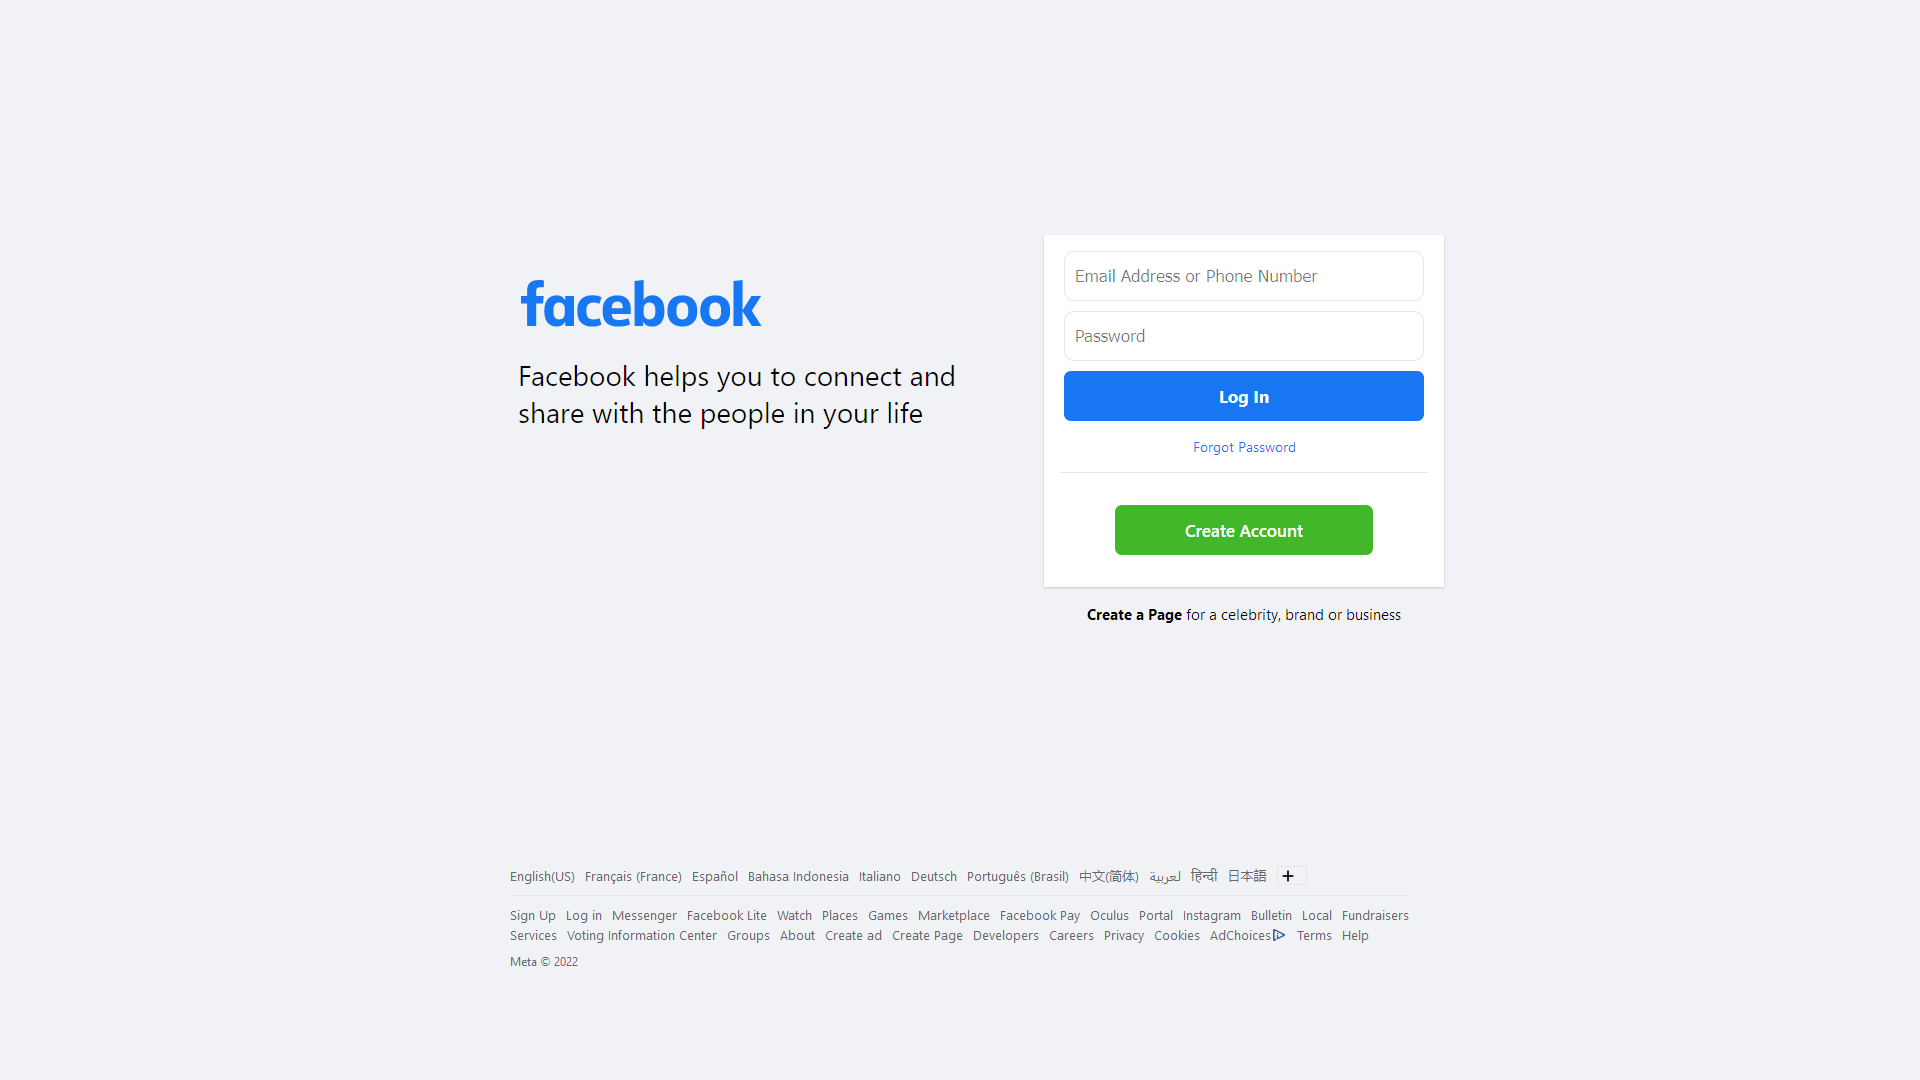 facebook
Facebook helps you to connect and
share with the people in your life
Email Address or Phone Number
Password
Log In
Forgot Password
Create Account
Create a Page for a celebrity, brand or business
English(US) Français (France) Español Bahasa Indonesia Italiano Deutsch Português (Brasil) 中文(简体) لعربية हिन्दी 日本語 +
Sign Up Log in Messenger Facebook Lite Watch Places Games Marketplace Facebook Pay Oculus Portal Instagram Bulletin Local Fundraisers
Services Voting Information Center Groups About Create ad Create Page Developers Careers Privacy Cookies AdChoices Terms Help
Meta © 2022